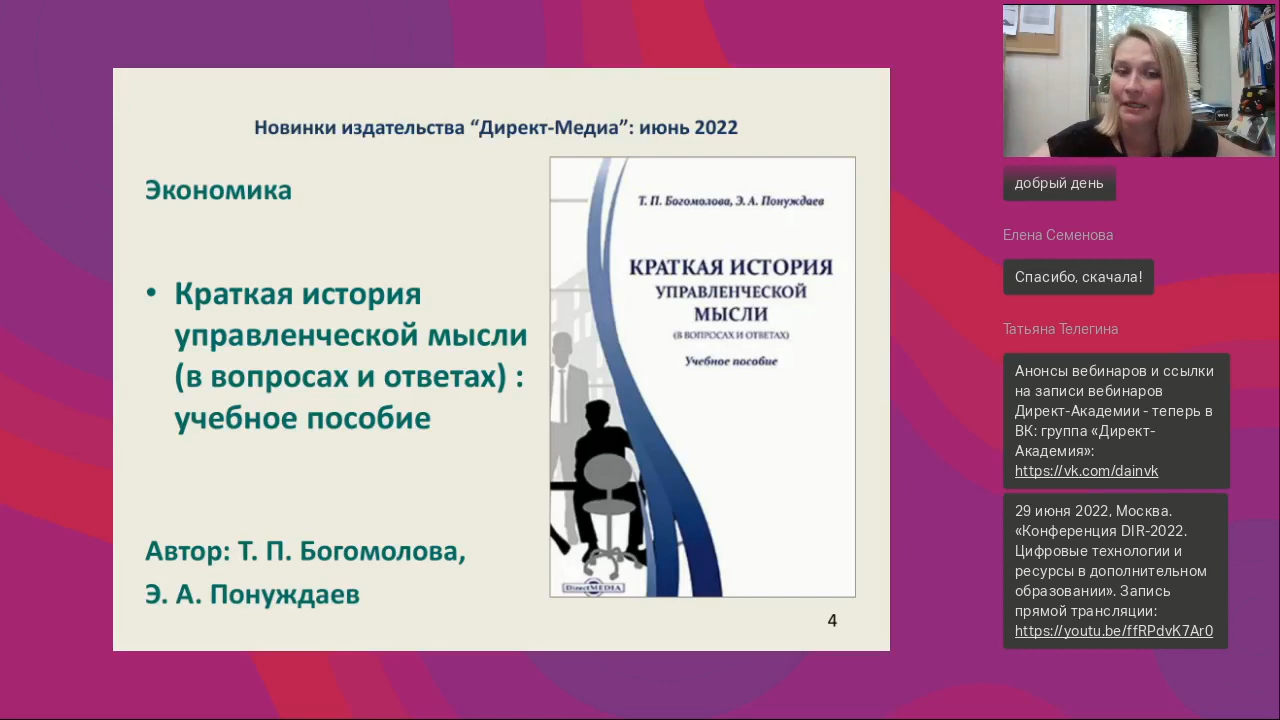 Новинки издательства “Директ-Медиа”: июнь 2022
Экономика
• Краткая история
управленческой мысли
(в вопросах и ответах) :
учебное пособие
Автор: Т. П. Богомолова,
Э. А. Понуждаев
Т. П. Богомолова, Э. А. Понуждаев
КРАТКАЯ ИСТОРИЯ
УПРАВЛЕНЧЕСКОЙ
МЫСЛИ
(В ВОПРОСАХ И ОТВЕТАХ)
Учебное пособие
DirectMEDIA
4
добрый день
Елена Семенова
Спасибо, скачала!
Татьяна Телегина
Анонсы вебинаров и ссылки
на записи вебинаров
Директ-Академии - теперь в
ВК: группа «Директ-
Академия»:
https://vk.com/dainvk
29 июня 2022, Москва.
«Конференция DIR-2022.
Цифровые технологии и
ресурсы в дополнительном
образовании». Запись
прямой трансляции:
https://youtu.be/ffRPdvK7Ar0